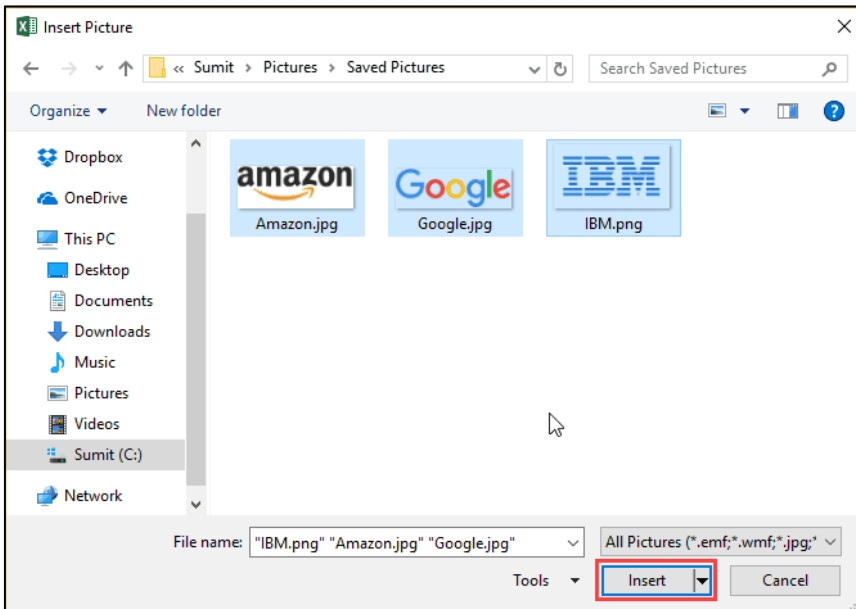 Insert Picture
« Sumit > Pictures > Saved Pictures Search Saved Pictures
Organize New folder
Dropbox
OneDrive
This PC
Desktop
Documents
Downloads
Music
Pictures
Videos
Sumit (C:)
Network
amazon Google IBM
Amazon.jpg Google.jpg IBM.png
File name: "IBM.png" "Amazon.jpg" "Google.jpg" All Pictures (*.emf;*.wmf;*.jpg;*
Tools Insert Cancel